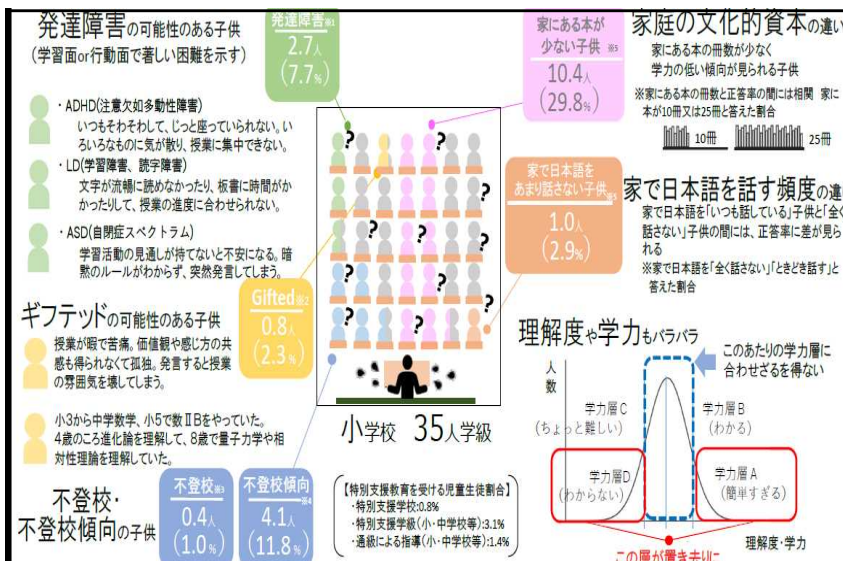 発達障害の可能性のある子供
(学習面or行動面で著しい困難を示す)
・ADHD(注意欠如多動性障害)
いつもそわそわして、じっと座っていられない。い
ろいろなものに気が散り、授業に集中できない。
・LD(学習障害、読字障害)
文字が流暢に読めなかったり、板書に時間がか
かったりして、授業の進度に合わせられない。
・ASD(自閉症スペクトラム)
学習活動の見通しが持てないと不安になる。暗
黙のルールがわからず、突然発言してしまう。
ギフテッドの可能性のある子供
授業が暇で苦痛。価値観や感じ方の共
感も得られなくて孤独。発言すると授業
の雰囲気を壊してしまう。
小3から中学数学、小5で数ⅡBをやっていた。
4歳のころ進化論を理解して、8歳で量子力学や相
対性理論を理解していた。
不登校・
不登校傾向の子供
発達障害※1
2.7人
(7.7%)
Gifted※2
0.8人
(2.3%)
不登校※3
0.4人
(1.0%)
不登校傾向
※4
4.1人
(11.8%)
?
?
?
?
?
?
?
?
?
?
小学校 35人学級
【特別支援教育を受ける児童生徒割合】
・特別支援学校:0.8%
・特別支援学級(小・中学校等):3.1%
・通級による指導(小・中学校等):1.4%
家にある本が
少ない子供 ※5
10.4人
(29.8%)
家で日本語を
あまり話さない子供※5
1.0人
(2.9%)
家庭の文化的資本の違い
家にある本の冊数が少なく
学力の低い傾向が見られる子供
※家にある本の冊数と正答率の間には相関 家に
本が10冊又は25冊と答えた割合
10冊
25冊
家で日本語を話す頻度の違い
家で日本語を「いつも話している」子供と「全く
話さない」子供の間には、正答率に差が見ら
れる
※家で日本語を「全く話さない」「ときどき話す」と
答えた割合
理解度や学力もバラバラ
このあたりの学力層に
合わせざるを得ない
人
数
学力層C
(ちょっと難しい)
学力層B
(わかる)
学力層D
(わからない)
学力層A
(簡単すぎる)
理解度・学力
この層が置き去りに